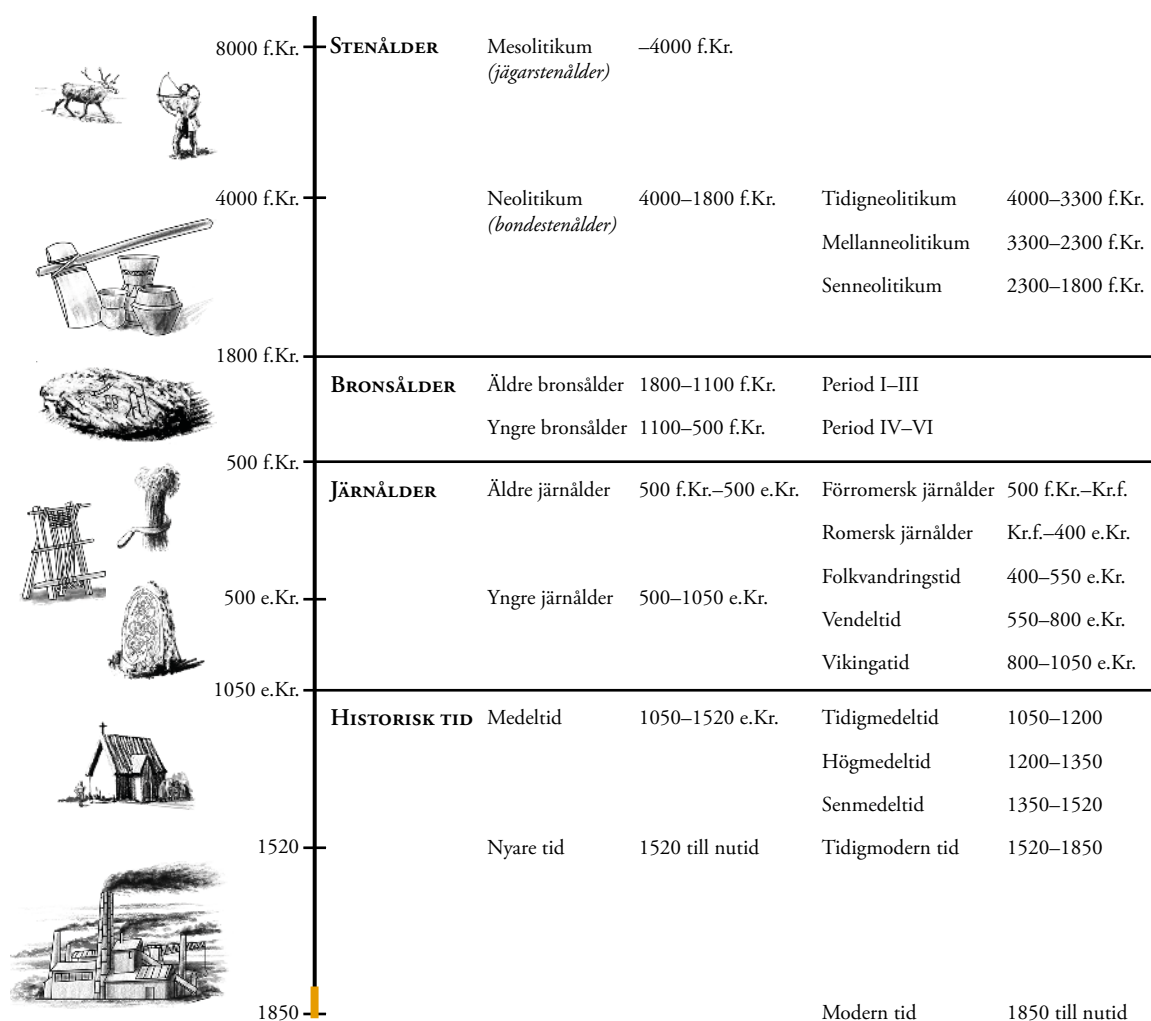 8000 f.Kr. STENÅLDER Mesolitikum –4000 f.Kr.
(jägarstenålder)
4000 f.Kr. Neolitikum 4000–1800 f.Kr. Tidigneolitikum 4000–3300 f.Kr.
(bondestenålder)
Mellanneolitikum 3300–2300 f.Kr.
Senneolitikum 2300–1800 f.Kr.
1800 f.Kr.
BRONSÅLDER Äldre bronsålder 1800–1100 f.Kr. Period I–III
Yngre bronsålder 1100–500 f.Kr. Period IV–VI
500 f.Kr.
JÄRNÅLDER Äldre järnålder 500 f.Kr.–500 e.Kr. Förromersk järnålder 500 f.Kr.–Kr.f.
Romersk järnålder Kr.f.–400 e.Kr.
Folkvandringstid 400–550 e.Kr.
500 e.Kr. Yngre järnålder 500–1050 e.Kr.
Vendeltid 550–800 e.Kr.
Vikingatid 800–1050 e.Kr.
1050 e.Kr.
HISTORISK TID Medeltid 1050–1520 e.Kr. Tidigmedeltid 1050–1200
Högmedeltid 1200–1350
Senmedeltid 1350–1520
1520 Nyare tid 1520 till nutid Tidigmodern tid 1520–1850
1850 Modern tid 1850 till nutid